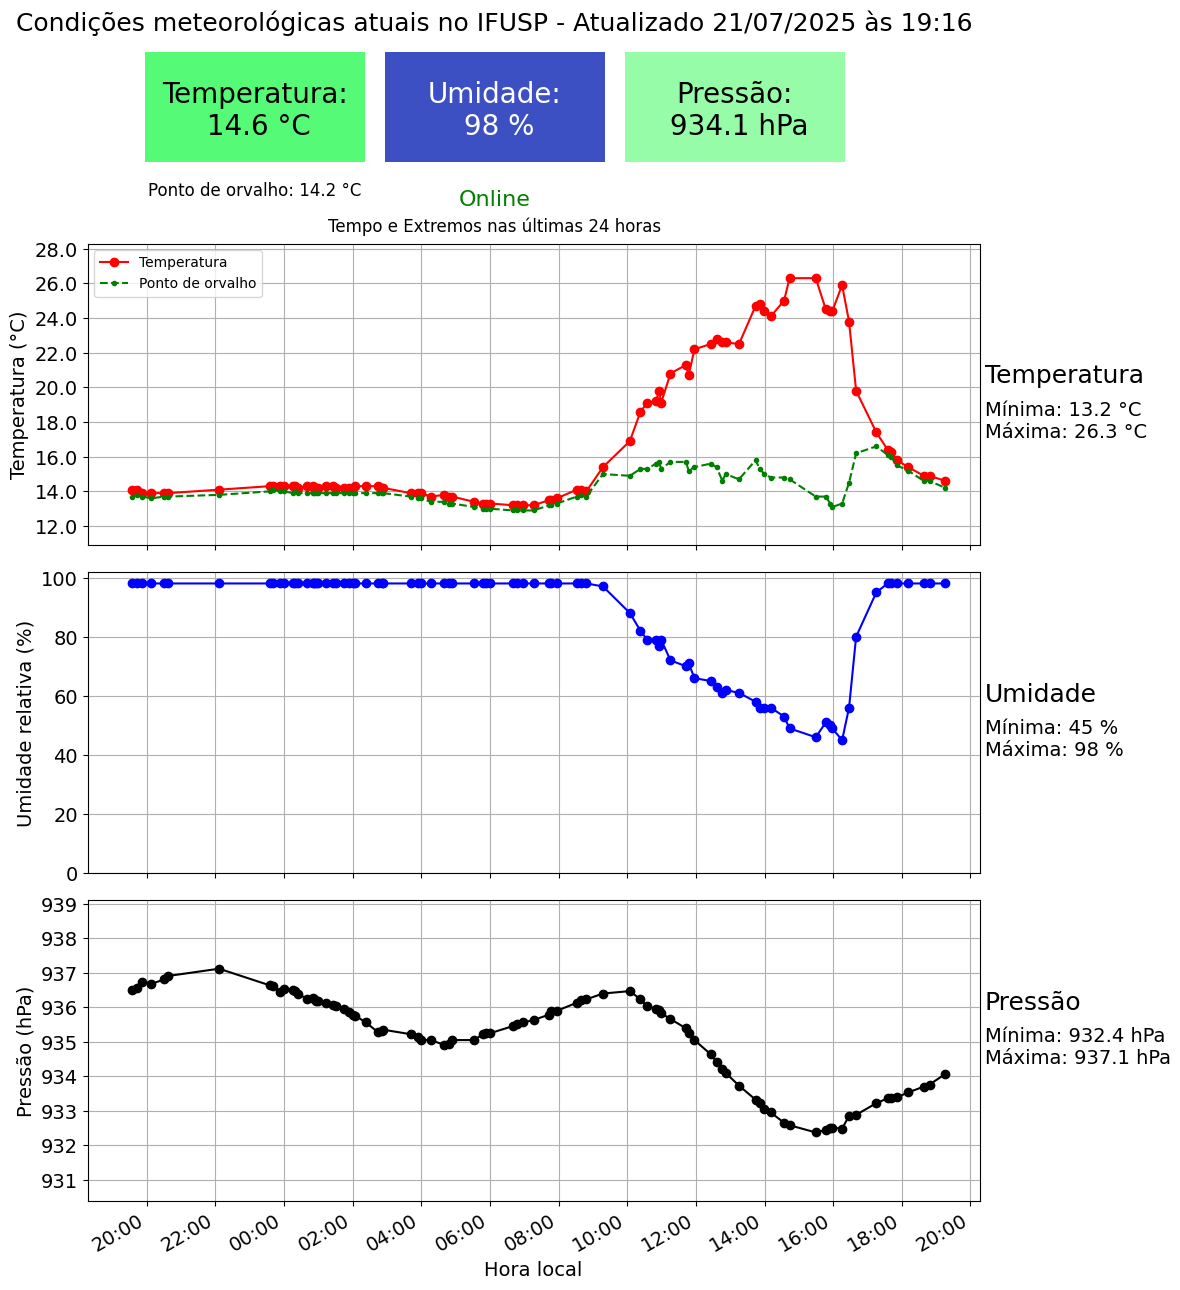 Condições meteorológicas atuais no IFUSP - Atualizado 21/07/2025 às 19:16
Temperatura:
14.6 °C
Umidade:
98 %
Pressão:
934.1 hPa
Ponto de orvalho: 14.2 °C
Online
Tempo e Extremos nas últimas 24 horas
Temperatura (°C)
28.0
26.0
24.0
22.0
20.0
18.0
16.0
14.0
12.0
Temperatura
Ponto de orvalho
Temperatura
Mínima: 13.2 °C
Máxima: 26.3 °C
Umidade relativa (%)
100
80
60
40
20
0
Umidade
Mínima: 45 %
Máxima: 98 %
Pressão (hPa)
939
938
937
936
935
934
933
932
931
Pressão
Mínima: 932.4 hPa
Máxima: 937.1 hPa
20:00 22:00 00:00 02:00 04:00 06:00 08:00 10:00 12:00 14:00 16:00 18:00 20:00
Hora local